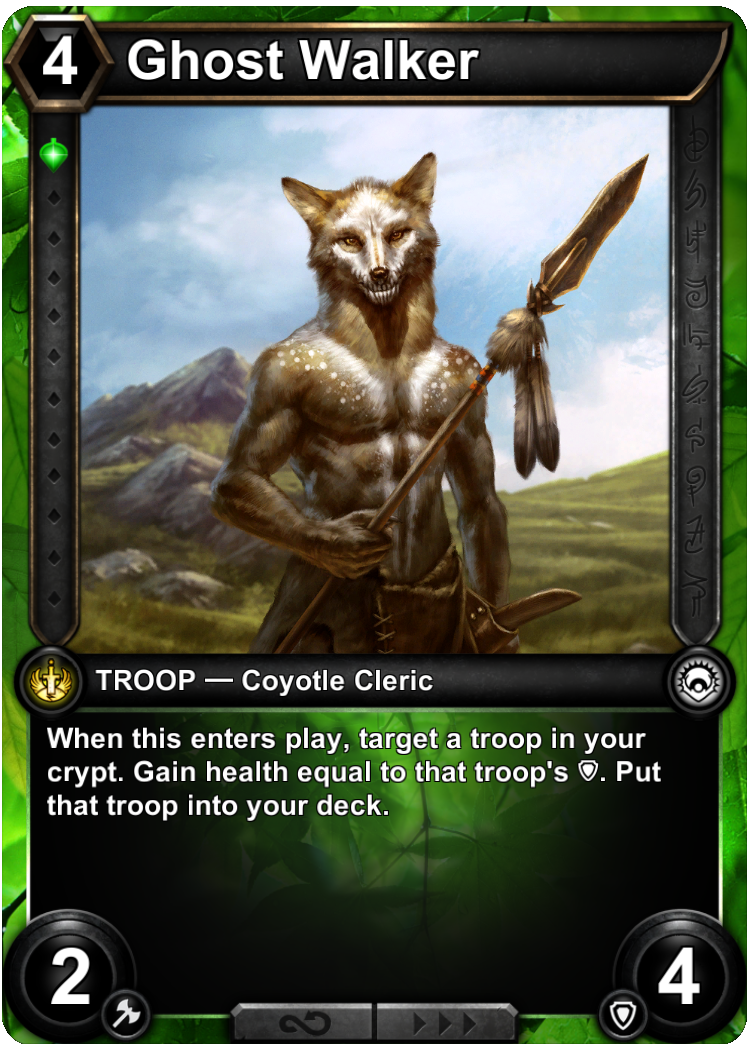 4 Ghost Walker
TROOP — Coyotle Cleric
When this enters play, target a troop in your
crypt. Gain health equal to that troop's . Put
that troop into your deck.
2 4